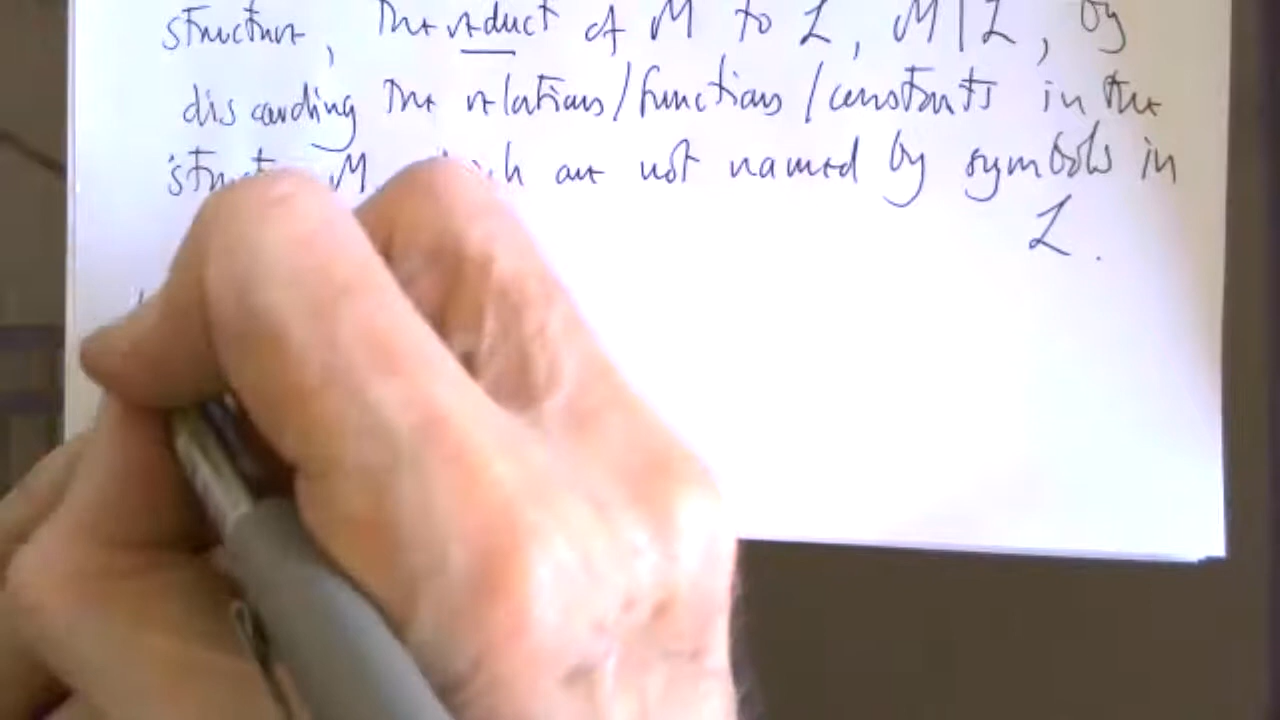 structure, the reduct of M to L, M|L, by
discarding the relations/functions/constants in the
structure M, which are not named by symbols in
L.